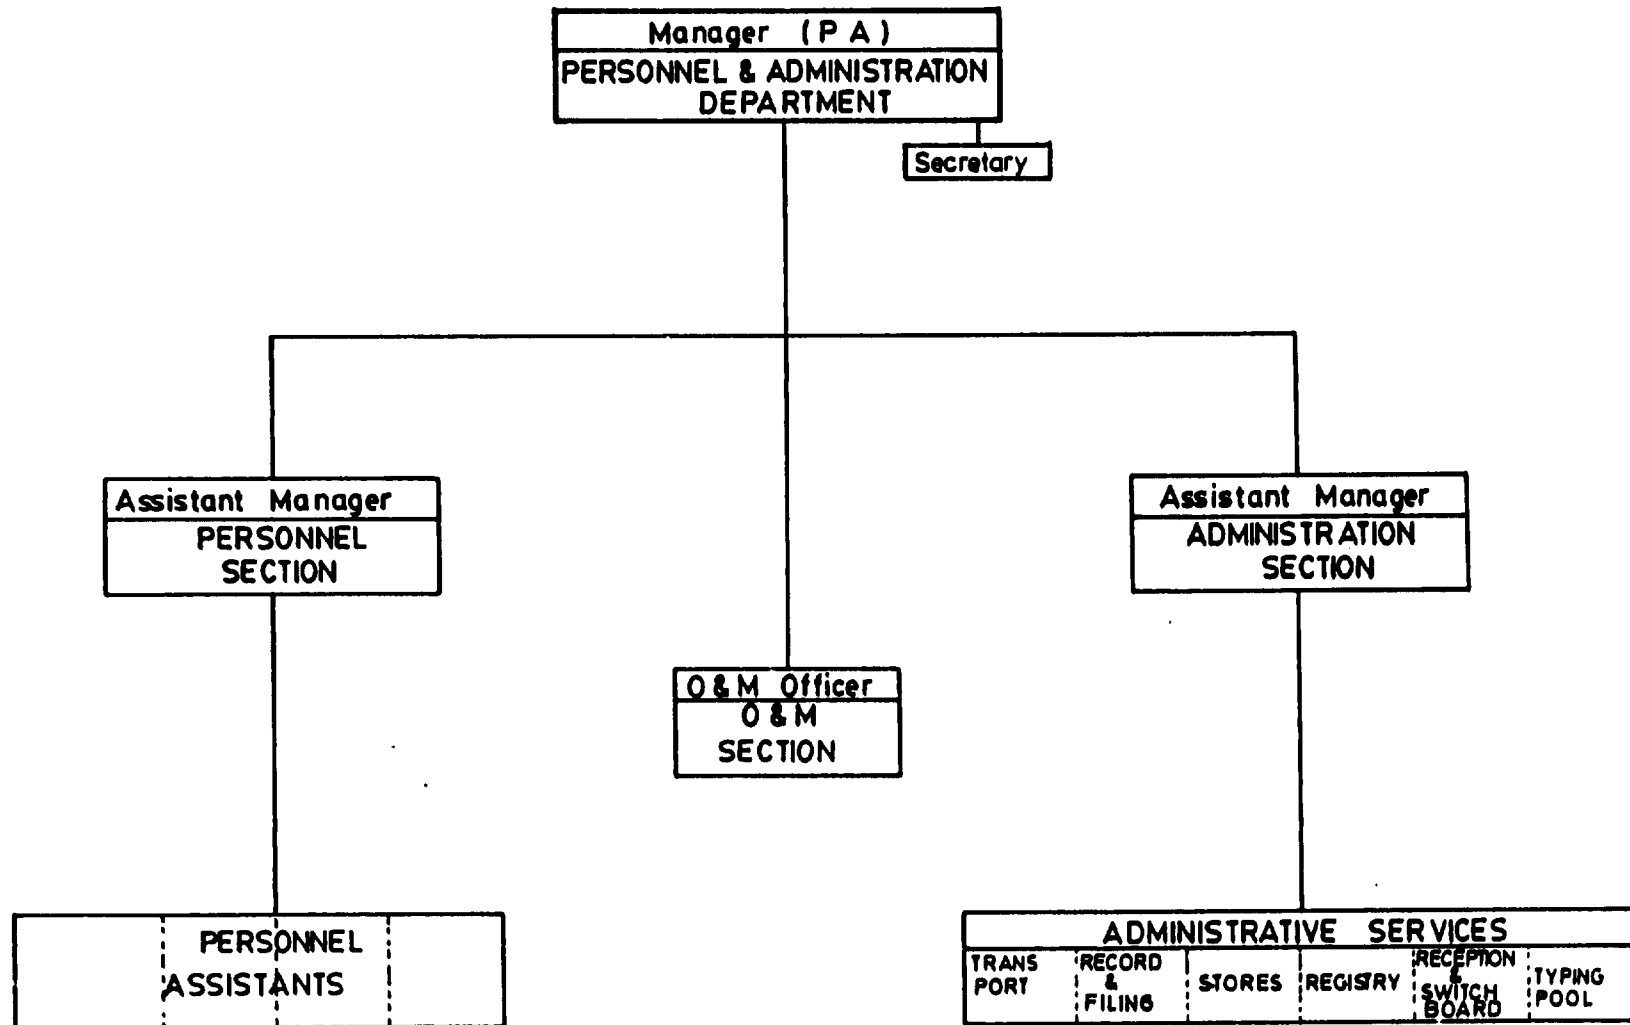 Manager (PA)
PERSONNEL & ADMINISTRATION
DEPARTMENT
Secretary
Assistant Manager
PERSONNEL
SECTION
Assistant Manager
ADMINISTRATION
SECTION
O&M Officer
O & M
SECTION
PERSONNEL
ASSISTANTS
ADMINISTRATIVE SERVICES
TRANS
PORT
RECORD
&
FILING
STORES
REGISTRY
RECEPTION
&
SWITCH
BOARD
TYPING
POOL